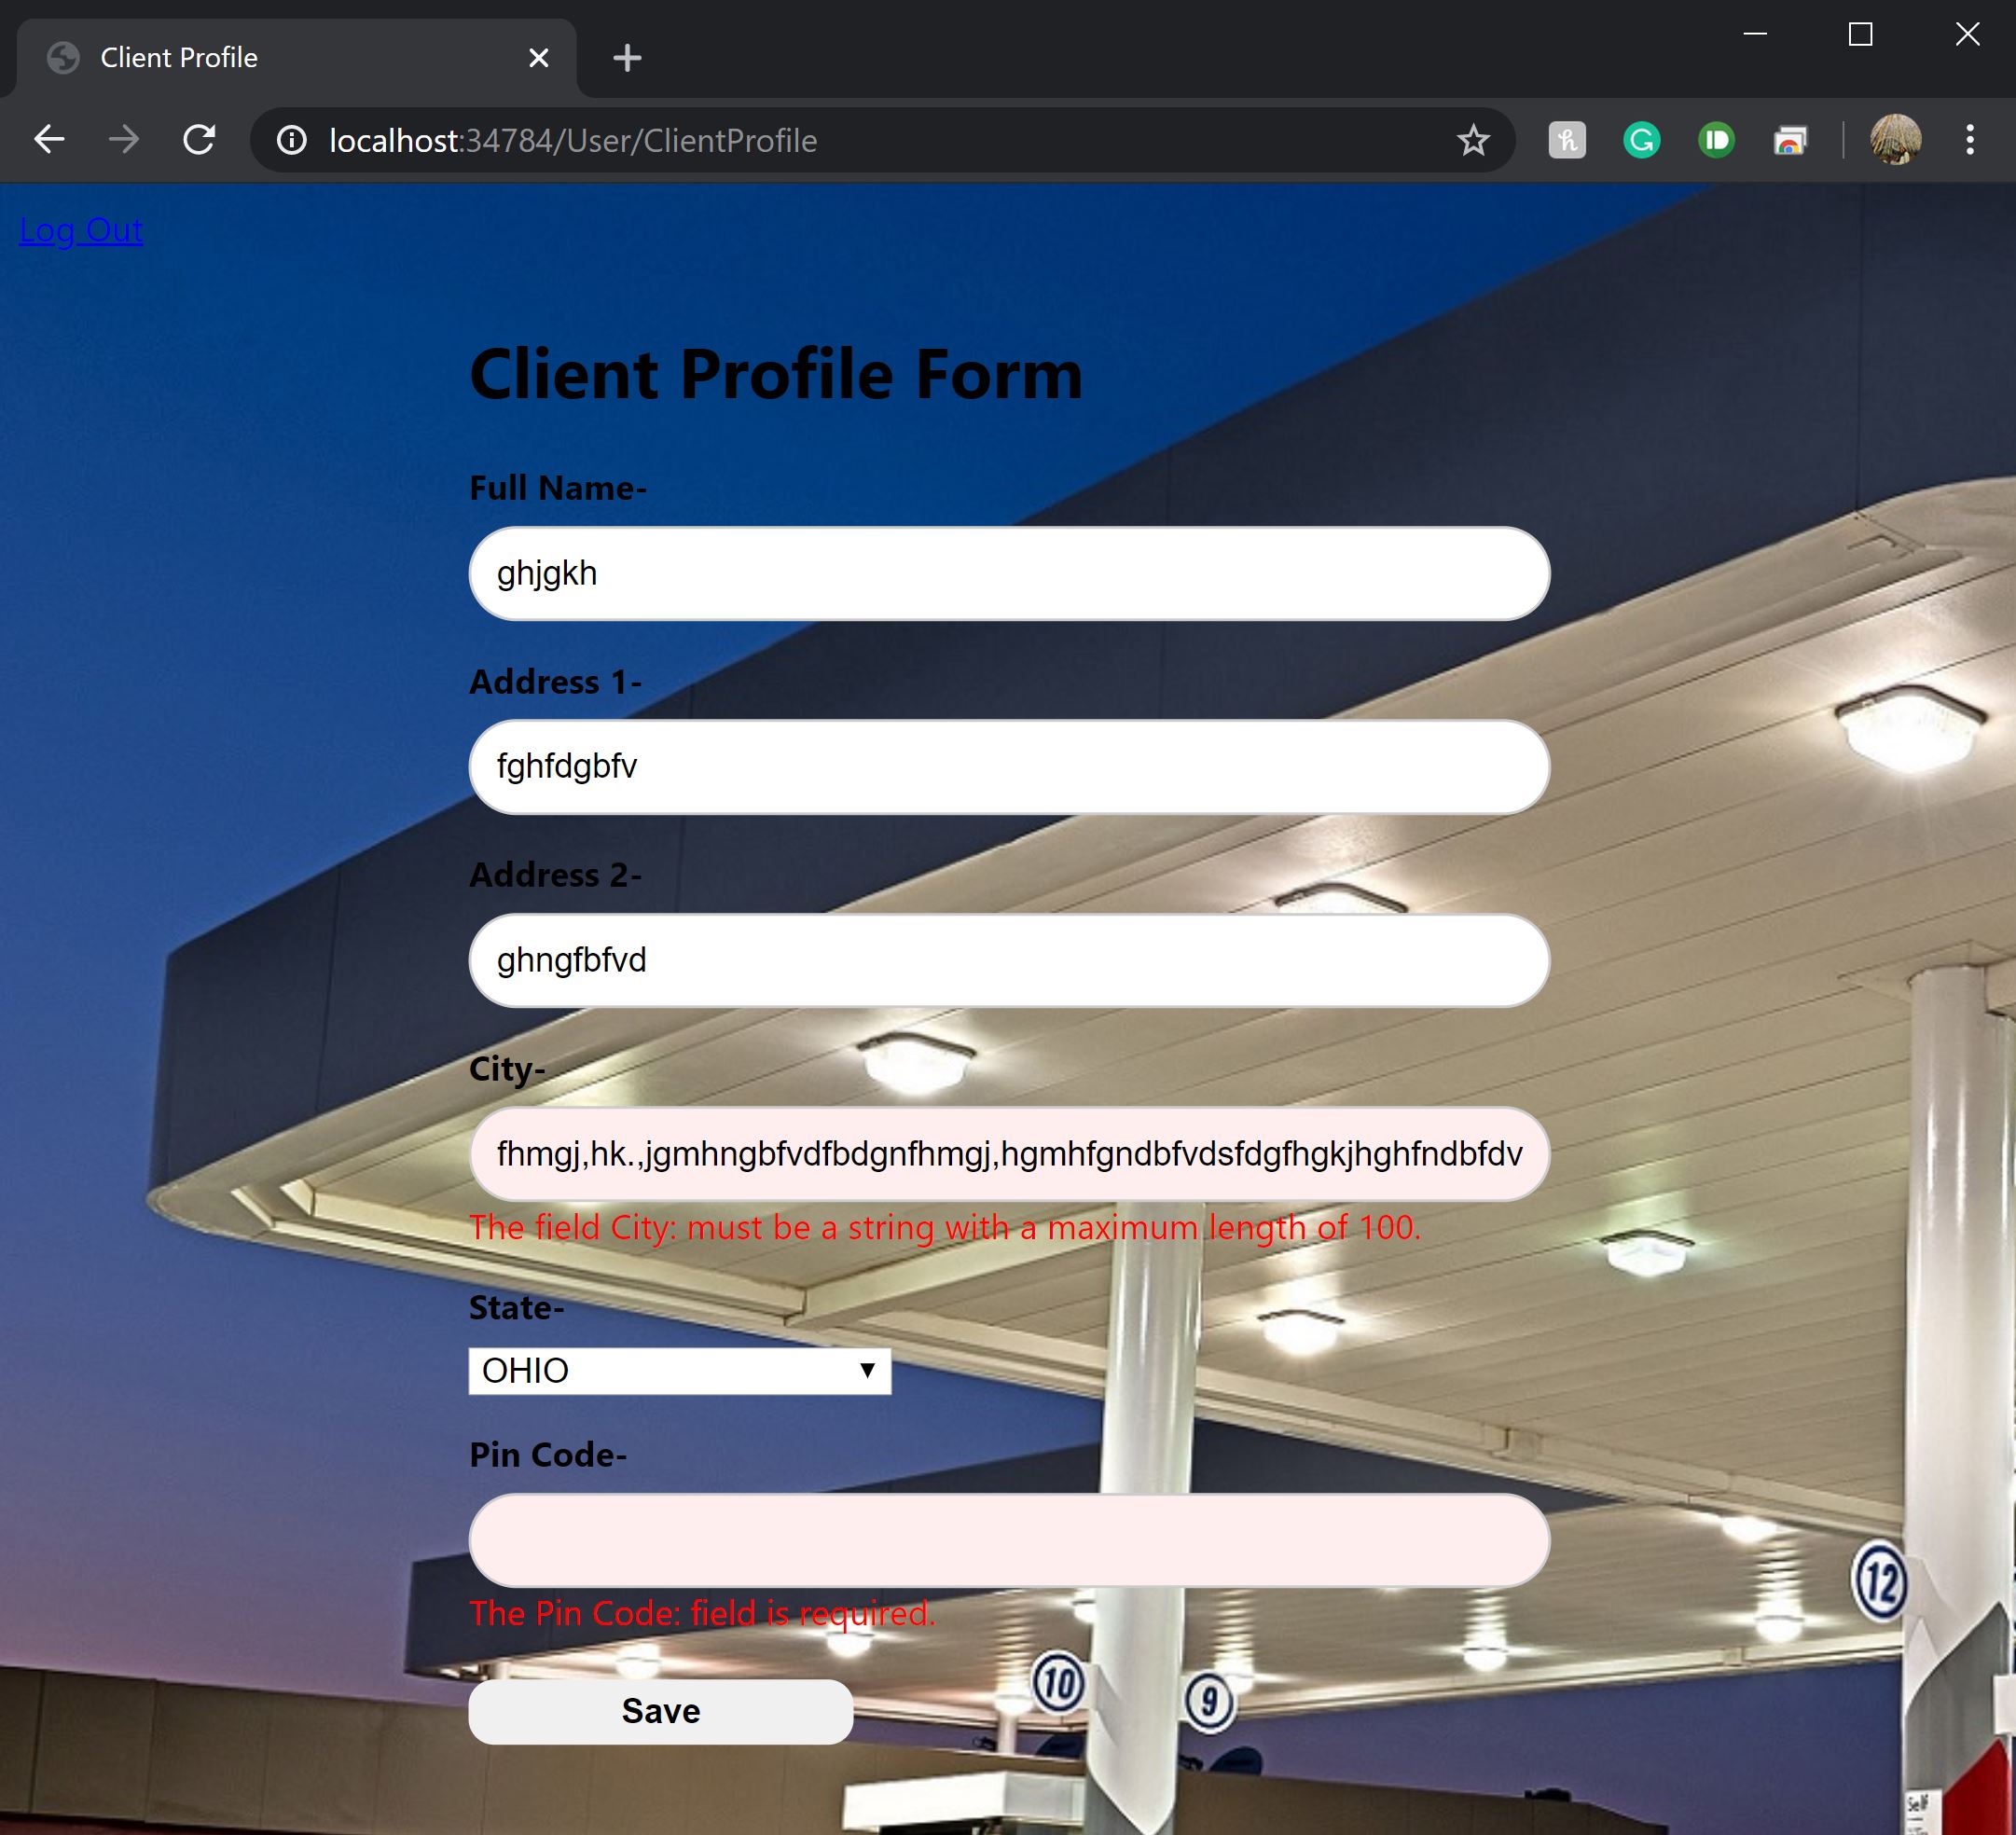 Client Profile
localhost:34784/User/ClientProfile
Log Out
Client Profile Form
Full Name-
ghjgkh
Address 1-
fghfdgbfv
Address 2-
ghngfbfvd
City-
fhmgj,hk.,jgmhngbfvdfbdgnfhmgj,hgmhfgndbfvdsfdgfhgkjhghfndbfdv
The field City: must be a string with a maximum length of 100.
State-
OHIO
Pin Code-
The Pin Code: field is required.
12
10
9
Save
Self